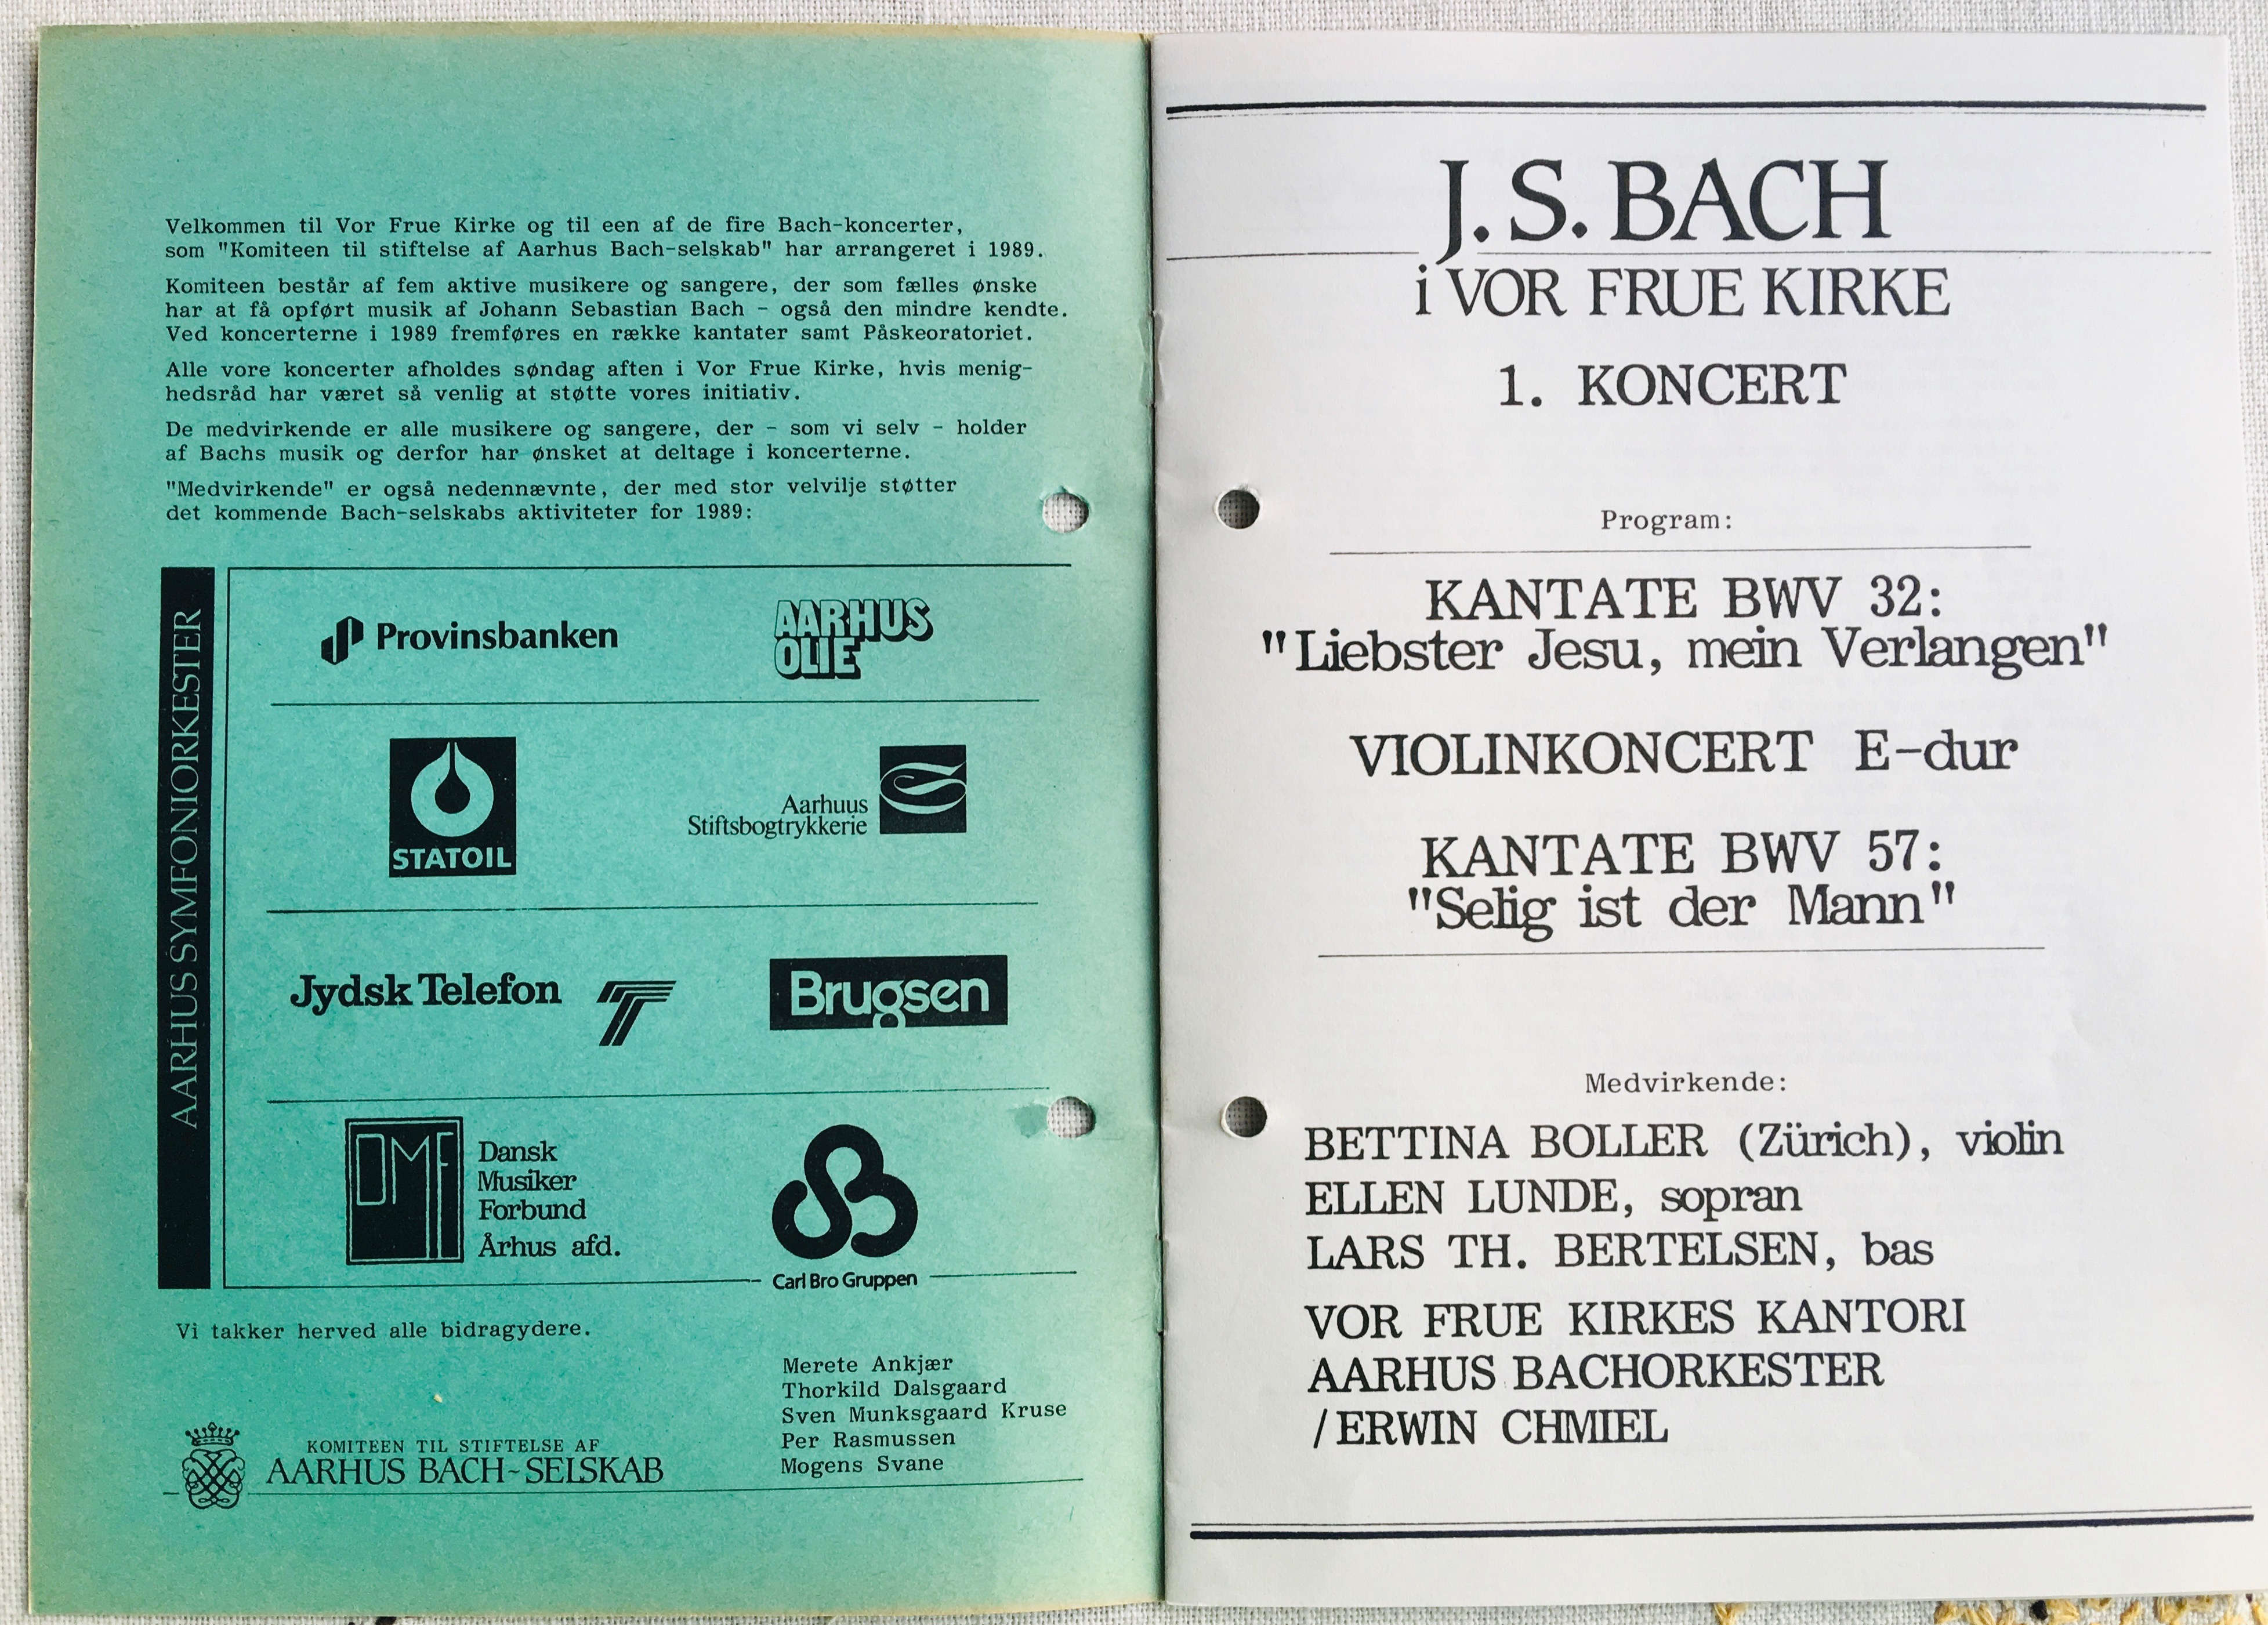 Velkommen til Vor Frue Kirke og til een af de fire Bach-koncerter,
som "Komiteen til stiftelse af Aarhus Bach-selskab" har arrangeret i 1989.
Komiteen består af fem aktive musikere og sangere, der som fælles ønske
har at få opført musik af Johann Sebastian Bach - også den mindre kendte.
Ved koncerterne i 1989 fremføres en række kantater samt Påskeoratoriet.
Alle vore koncerter afholdes søndag aften i Vor Frue Kirke, hvis menig-
hedsråd har været så venlig at støtte vores initiativ.
De medvirkende er alle musikere og sangere, der - som vi selv - holder
af Bachs musik og derfor har ønsket at deltage i koncerterne.
"Medvirkende" er også nedennævnte, der med stor velvilje støtter
det kommende Bach-selskabs aktiviteter for 1989:
AARHUS SYMFONIORKESTER
Provinsbanken
AARHUS
OLIE
STATOIL
Aarhuus
Stiftsbogtrykkerie
Jydsk Telefon
Brugsen
DMF
Dansk
Musiker
Forbund
Århus afd.
Carl Bro Gruppen
Vi takker herved alle bidragydere.
Merete Ankjær
Thorkild Dalsgaard
Sven Munksgaard Kruse
Per Rasmussen
Mogens Svane
KOMITEEN TIL STIFTELSE AF
AARHUS BACH-SELSKAB
J. S. BACH
i VOR FRUE KIRKE
1. KONCERT
Program:
KANTATE BWV 32:
"Liebster Jesu, mein Verlangen"
VIOLINKONCERT E-dur
KANTATE BWV 57:
"Selig ist der Mann"
Medvirkende:
BETTINA BOLLER (Zürich), violin
ELLEN LUNDE, sopran
LARS TH. BERTELSEN, bas
VOR FRUE KIRKES KANTORI
AARHUS BACHORKESTER
/ERWIN CHMIEL